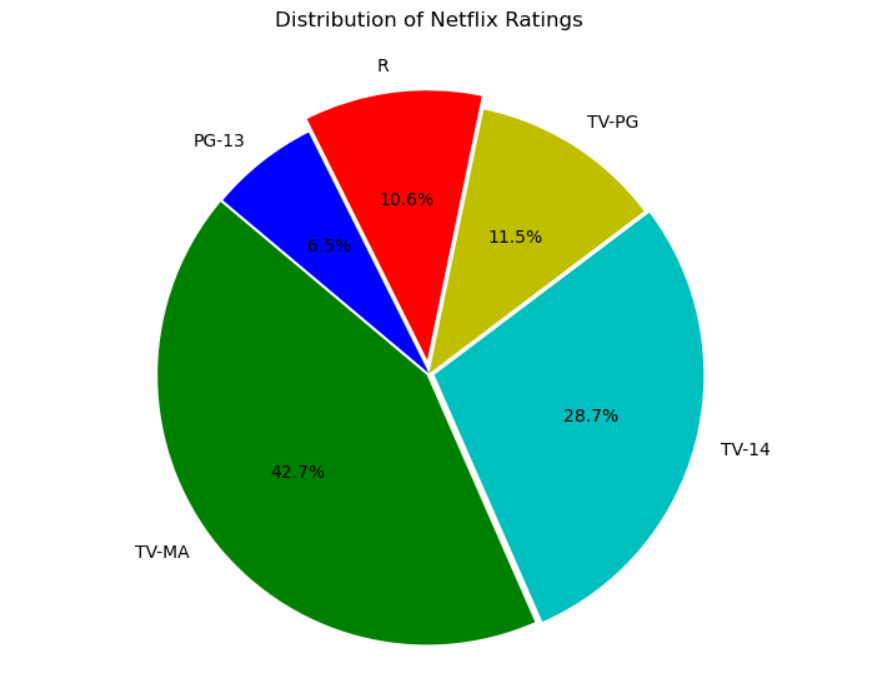 Distribution of Netflix Ratings
R
TV-PG
PG-13
10.6%
11.5%
6.5%
28.7%
TV-14
42.7%
TV-MA